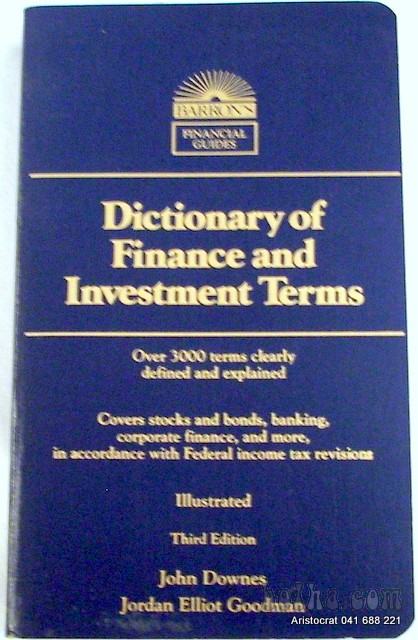 BARRON'S
FINANCIAL
GUIDES
Dictionary of
Finance and
Investment Terms
Over 3000 terms clearly
defined and explained
Covers stocks and bonds, banking,
corporate finance, and more,
in accordance with Federal income tax revisions
Illustrated
Third Edition
John Downes
Jordan Elliot Goodman
Aristocrat 041 688 221